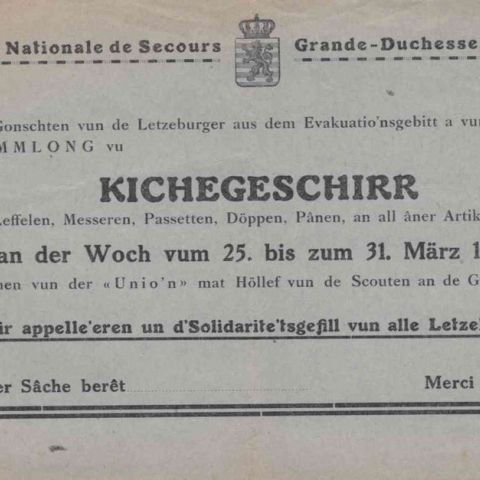 Nationale de Secours Grande-Duchesse
Gonschten vun de Letzeburger aus dem Evakuatio'nsgebitt a vun
MMLONG vu
KICHEGESCHIRR
Leffelen, Messeren, Passetten, Döppen, Pânen, an all âner Artik
an der Woch vum 25. bis zum 31. März 1
nen vun der «Unio'n» mat Höllef vun de Scouten an de G
ir appelle'eren un d'Solidarite'tsgefill vun alle Letze
er Sâche berêt Merci